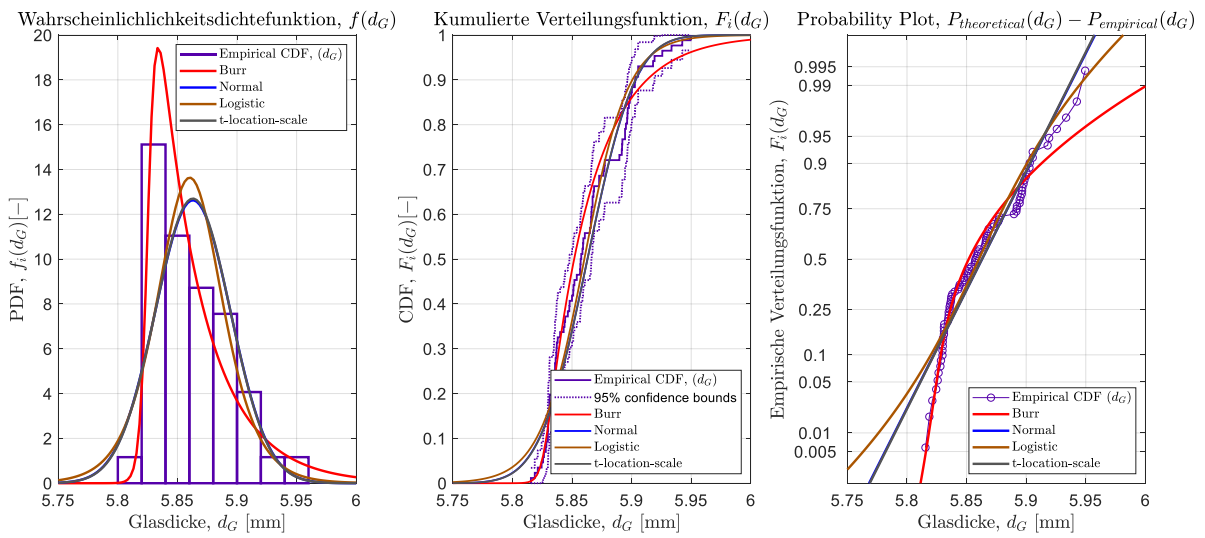 Wahrscheinlichlkeitsdichtefunktion, f(d_G)
20
18
16
14
12
10
8
6
4
2
0
PDF, f_i(d_G)[−]
Empirical CDF, (d_G)
Burr
Normal
Logistic
t-location-scale
5.75
5.8
5.85
5.9
5.95
6
Glasdicke, d_G [mm]
Kumulierte Verteilungsfunktion, F_i(d_G)
1
0.9
0.8
0.7
0.6
0.5
0.4
0.3
0.2
0.1
0
CDF, F_i(d_G)[−]
Empirical CDF, (d_G)
95% confidence bounds
Burr
Normal
Logistic
t-location-scale
5.75
5.8
5.85
5.9
5.95
6
Glasdicke, d_G [mm]
Probability Plot, P_theoretical(d_G) − P_empirical(d_G)
0.995
0.99
0.95
0.9
0.75
0.5
0.25
0.1
0.05
0.01
0.005
Empirische Verteilungsfunktion, F_i(d_G)
Empirical CDF (d_G)
Burr
Normal
Logistic
t-location-scale
5.75
5.8
5.85
5.9
5.95
6
Glasdicke, d_G [mm]